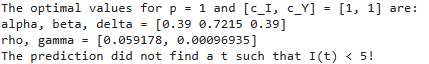 The optimal values for p = 1 and [c_I, c_Y] = [1, 1] are:
alpha, beta, delta = [0.39 0.7215 0.39]
rho, gamma = [0.059178, 0.00096935]
The prediction did not find a t such that I(t) < 5!